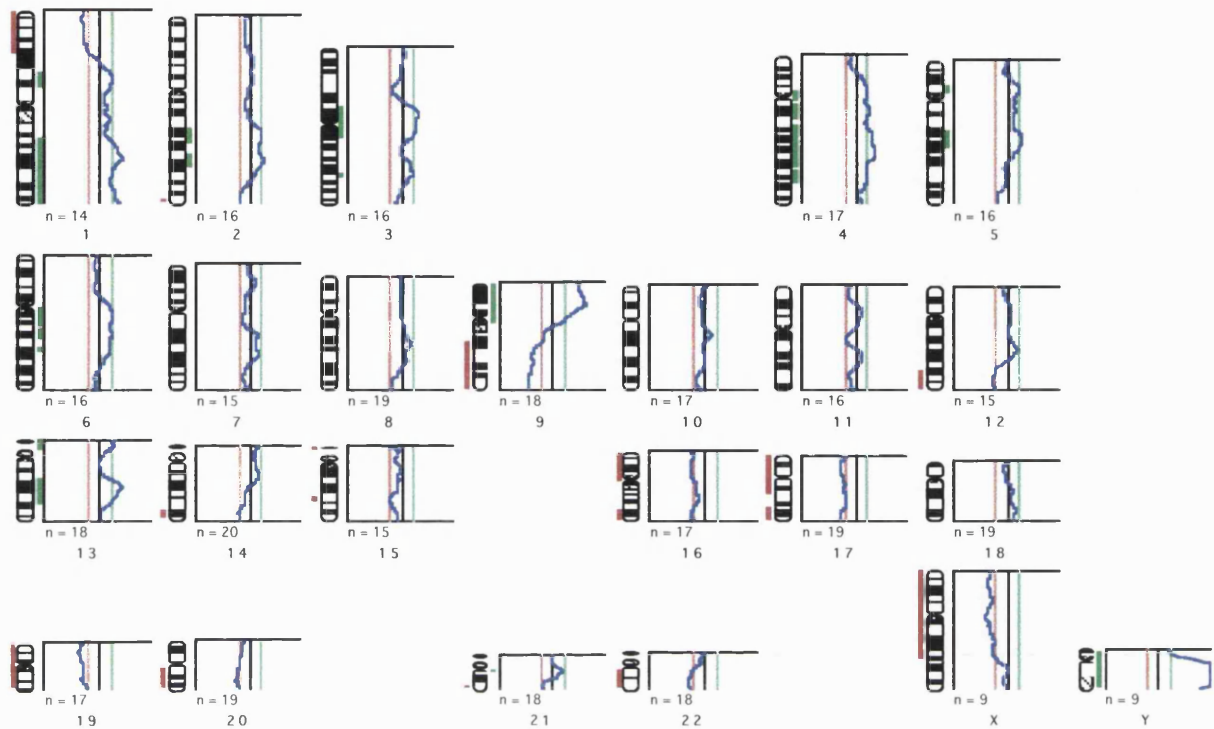 n = 14
1
n = 16
2
n = 16
3
n = 17
4
n = 16
5
n = 16
6
n = 15
7
n = 19
8
n = 18
9
n = 17
10
n = 16
11
n = 15
12
n = 18
13
n = 20
14
n = 15
15
n = 17
16
n = 19
17
n = 19
18
n = 17
19
n = 19
20
n = 18
21
n = 18
22
n = 9
X
n = 9
Y